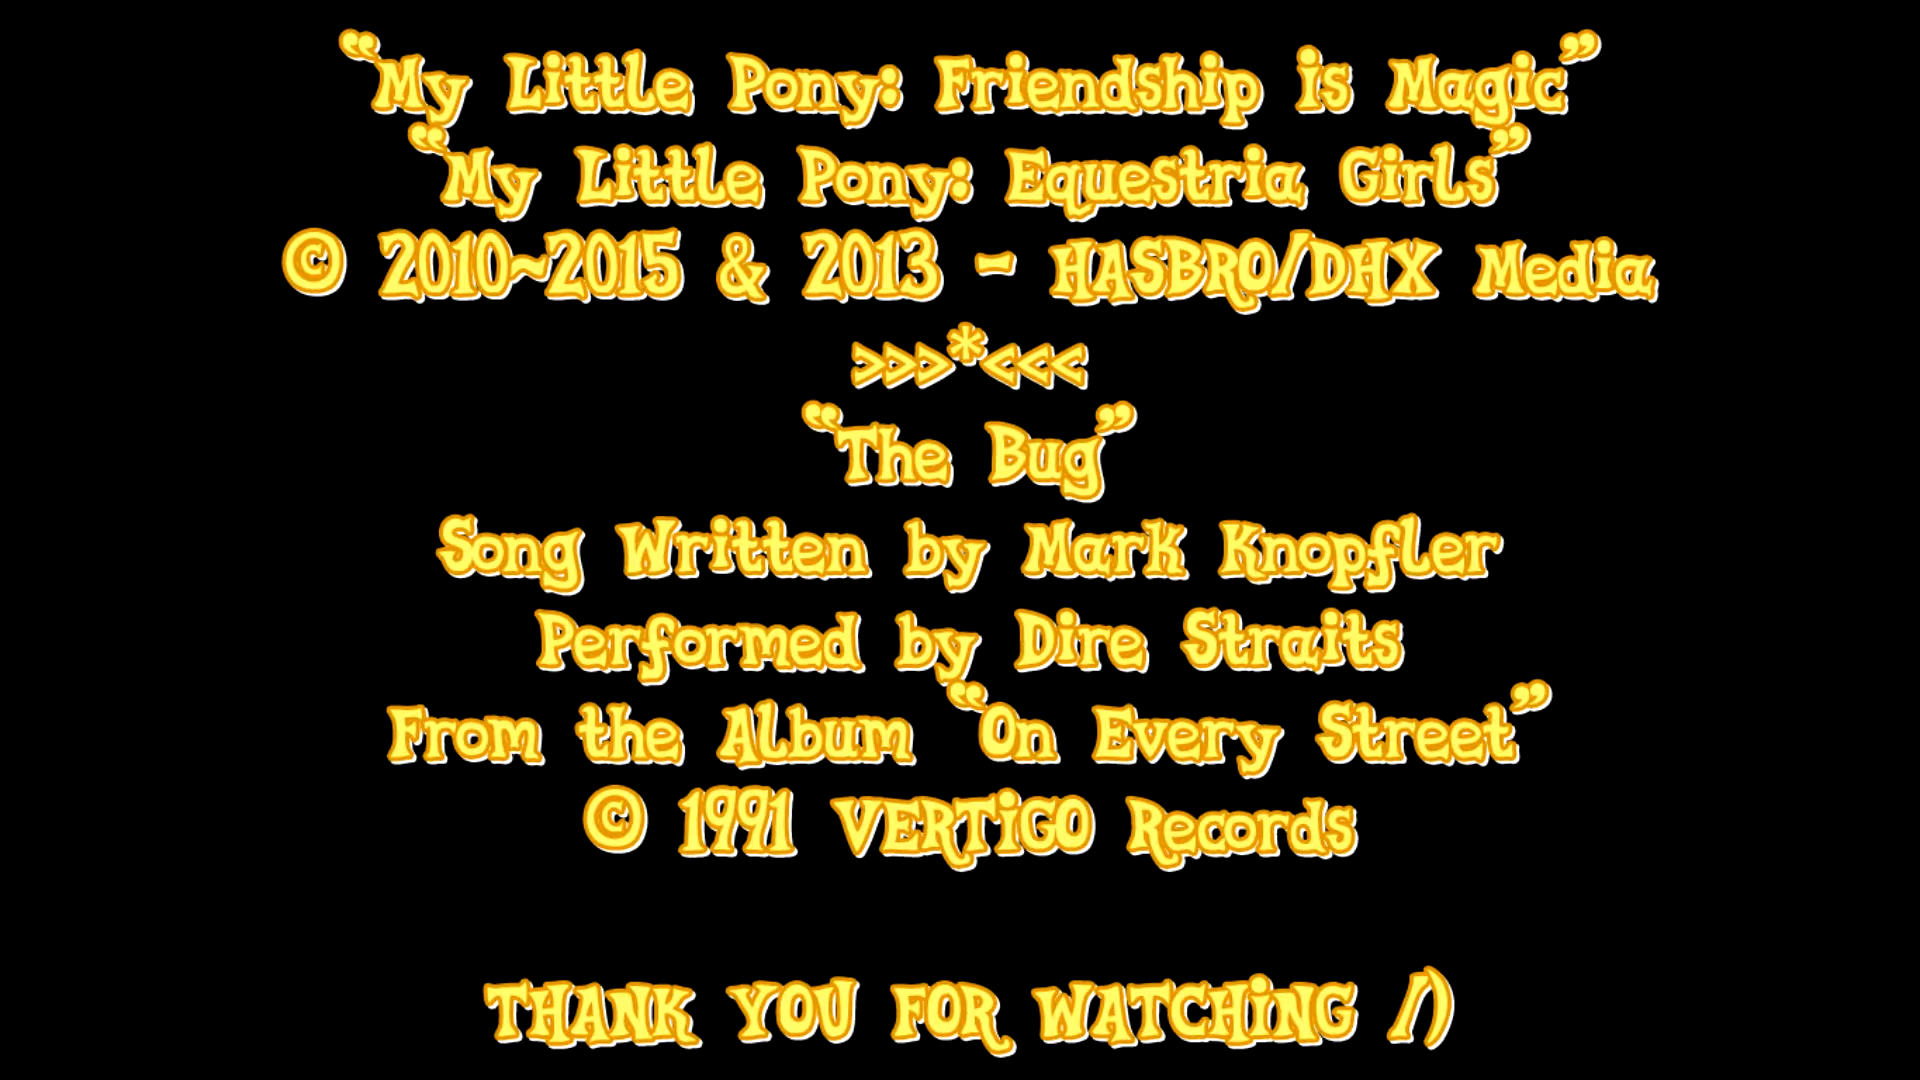 “My Little Pony: Friendship is Magic”
“My Little Pony: Equestria Girls”
© 2010~2015 & 2013 - HASBRO/DHX Media
>>>*<<<
“The Bug”
Song Written by Mark Knopfler
Performed by Dire Straits
From the Album “On Every Street”
© 1991 VERTiGO Records
THANK YOU FOR WATCHiNG /)